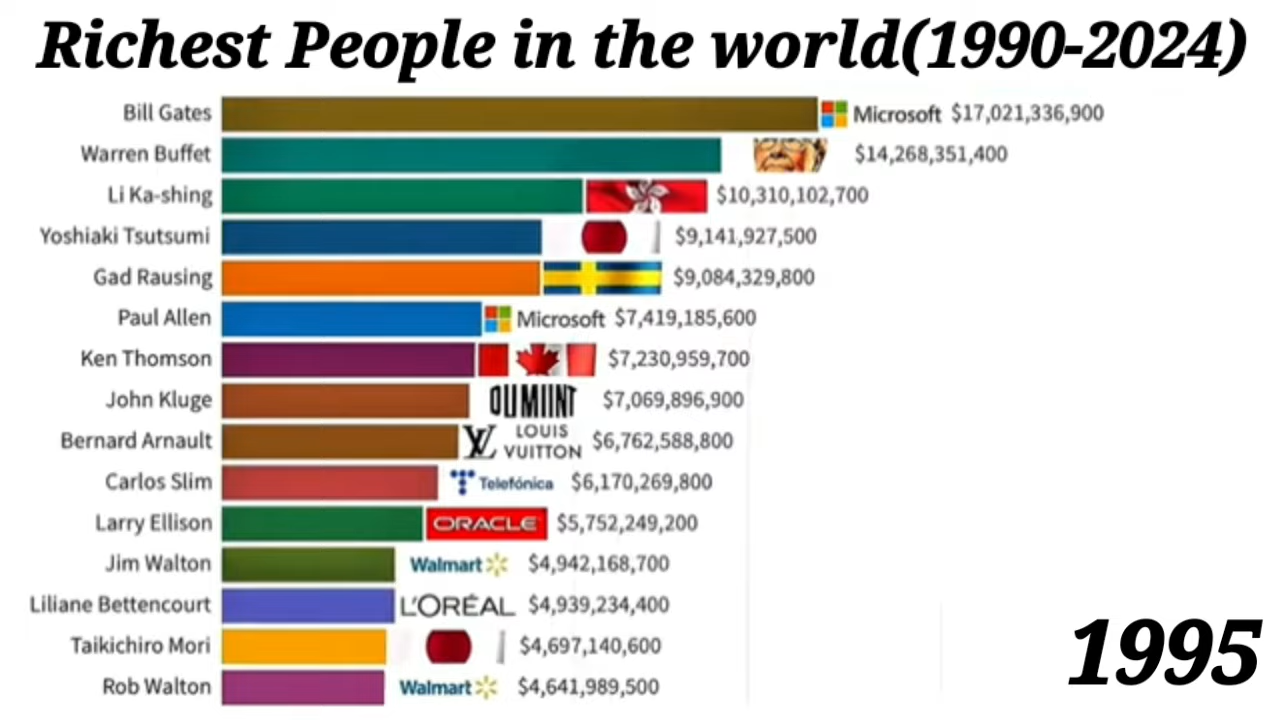 Richest People in the world(1990-2024)
Bill Gates Microsoft $17,021,336,900
Warren Buffet $14,268,351,400
Li Ka-shing $10,310,102,700
Yoshiaki Tsutsumi $9,141,927,500
Gad Rausing $9,084,329,800
Paul Allen Microsoft $7,419,185,600
Ken Thomson $7,230,959,700
John Kluge $7,069,896,900
Bernard Arnault LOUIS VUITTON $6,762,588,800
Carlos Slim Telefónica $6,170,269,800
Larry Ellison ORACLE $5,752,249,200
Jim Walton Walmart $4,942,168,700
Liliane Bettencourt L'ORÉAL $4,939,234,400
Taikichiro Mori $4,697,140,600
Rob Walton Walmart $4,641,989,500
1995